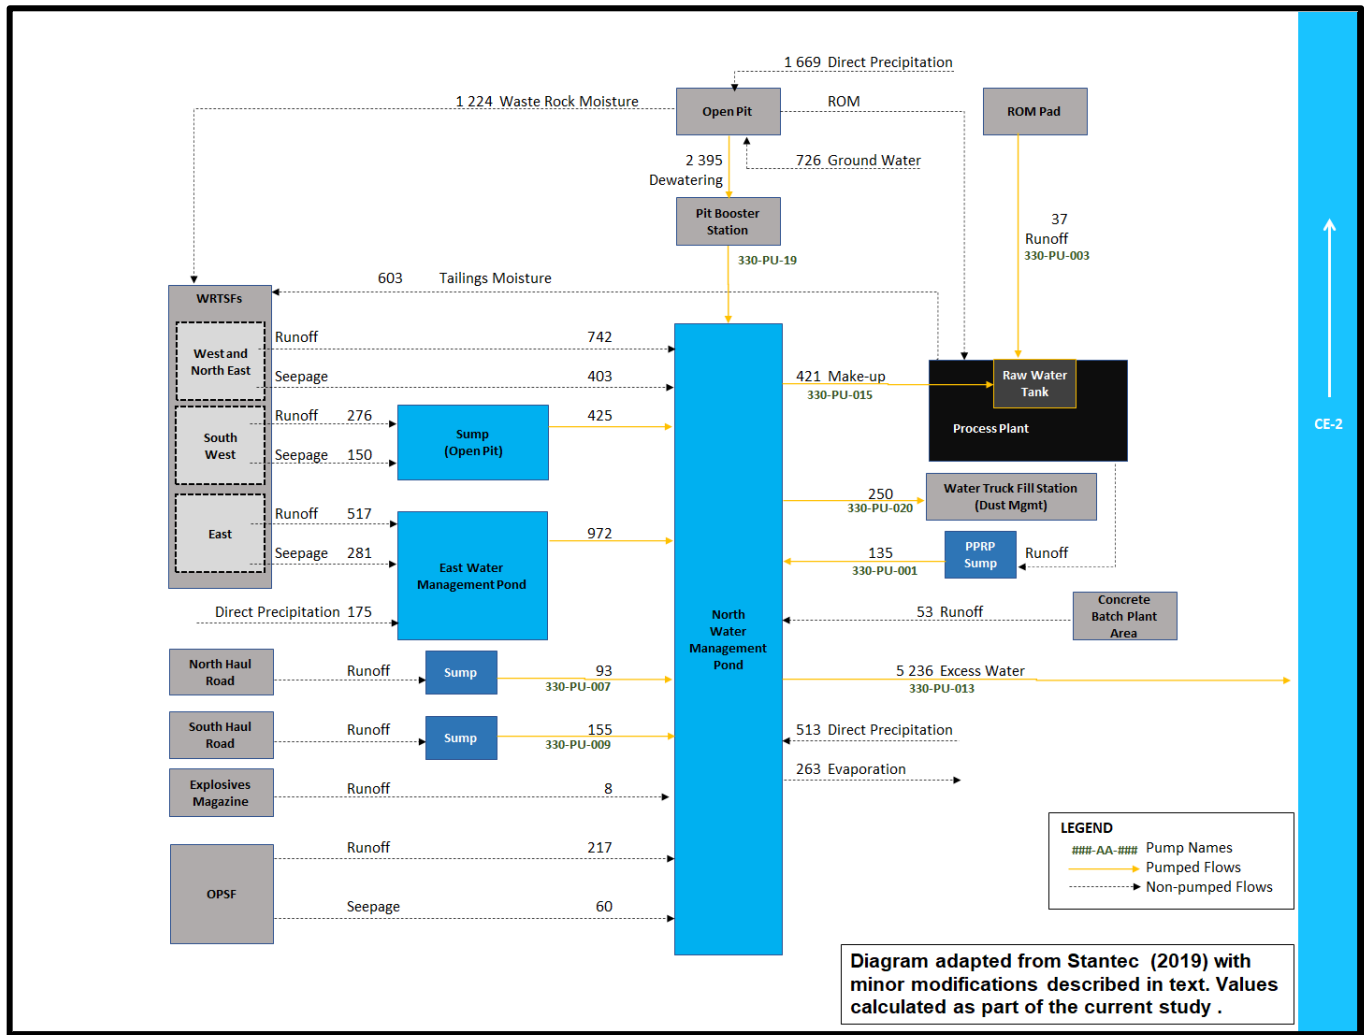 1 669 Direct Precipitation
1 224 Waste Rock Moisture
Open Pit
ROM
ROM Pad
2 395
Dewatering
726 Ground Water
Pit Booster
Station
330-PU-19
37
Runoff
330-PU-003
603 Tailings Moisture
WRTSFs
West and
North East
Runoff 742
Seepage 403
South
West
Runoff 276
Seepage 150
Sump
(Open Pit)
425
East
Runoff 517
Seepage 281
East Water
Management Pond
972
Direct Precipitation 175
North Haul
Road
Runoff
Sump
93
330-PU-007
South Haul
Road
Runoff
Sump
155
330-PU-009
Explosives
Magazine
Runoff 8
OPSF
Runoff 217
Seepage 60
North
Water
Management
Pond
421 Make-up
330-PU-015
Raw Water
Tank
Process Plant
250
330-PU-020
Water Truck Fill Station
(Dust Mgmt)
135
330-PU-001
PPRP
Sump
Runoff
53 Runoff
Concrete
Batch Plant
Area
5 236 Excess Water
330-PU-013
513 Direct Precipitation
263 Evaporation
CE-2
LEGEND
###-AA-### Pump Names
Pumped Flows
Non-pumped Flows
Diagram adapted from Stantec (2019) with
minor modifications described in text. Values
calculated as part of the current study .